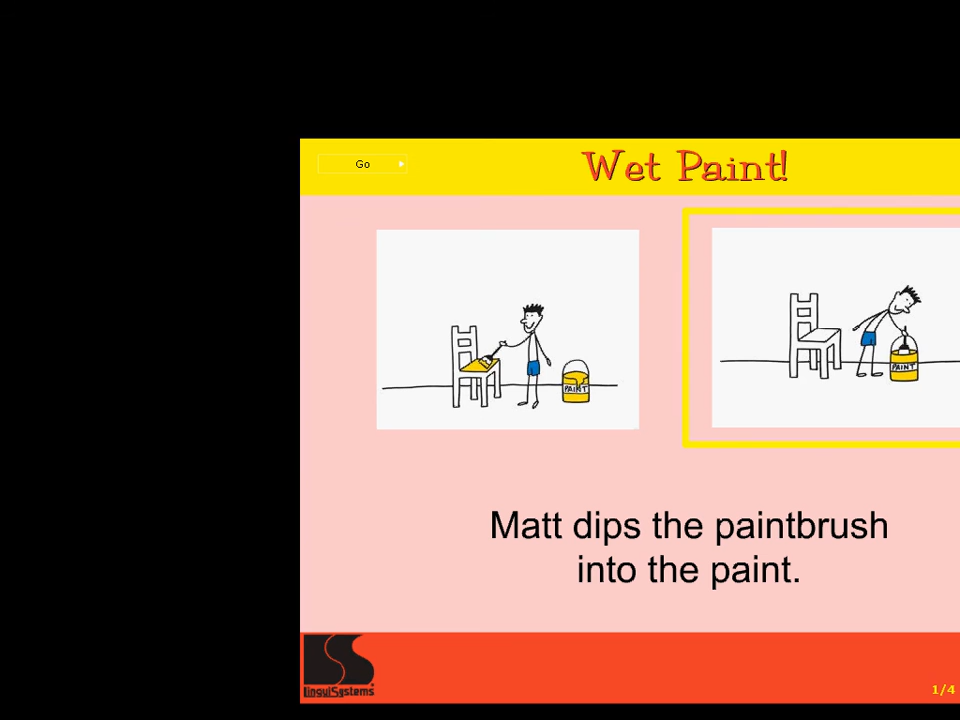 Go
Wet Paint!
PAINT
PAINT
Matt dips the paintbrush
into the paint.
LinguiSystems
1/4